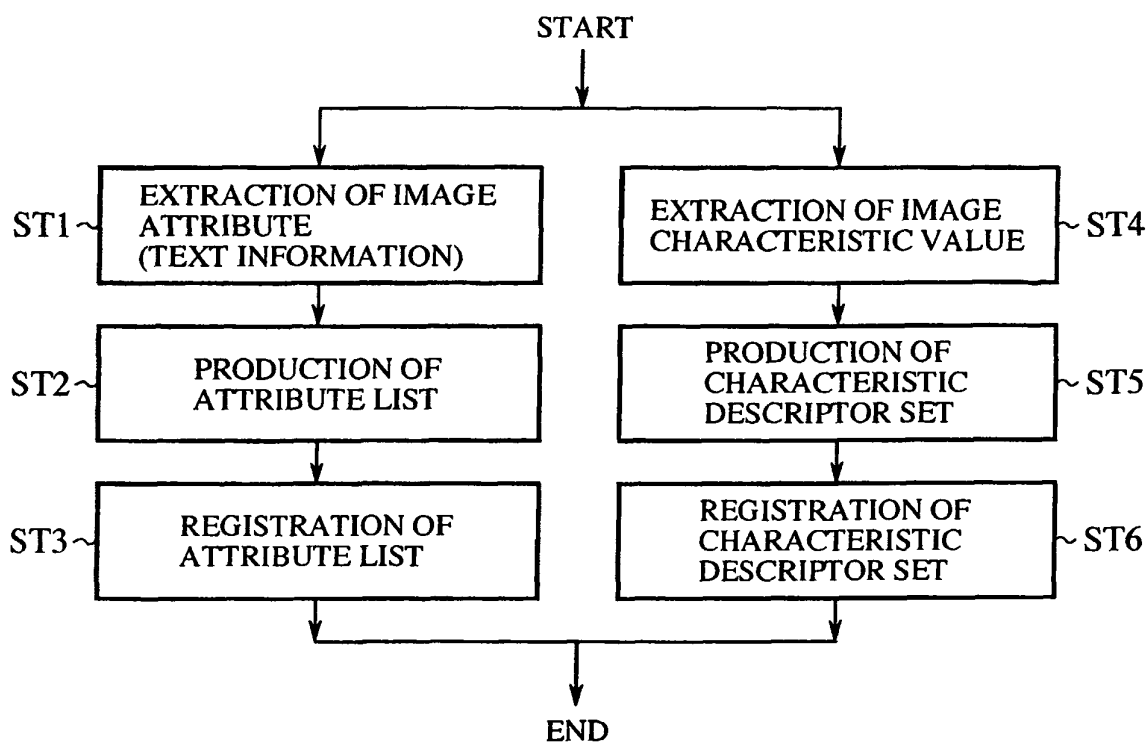 START
ST1
EXTRACTION OF IMAGE
ATTRIBUTE
(TEXT INFORMATION)
ST2
PRODUCTION OF
ATTRIBUTE LIST
ST3
REGISTRATION OF
ATTRIBUTE LIST
EXTRACTION OF IMAGE
CHARACTERISTIC VALUE
ST4
PRODUCTION OF
CHARACTERISTIC
DESCRIPTOR SET
ST5
REGISTRATION OF
CHARACTERISTIC
DESCRIPTOR SET
ST6
END